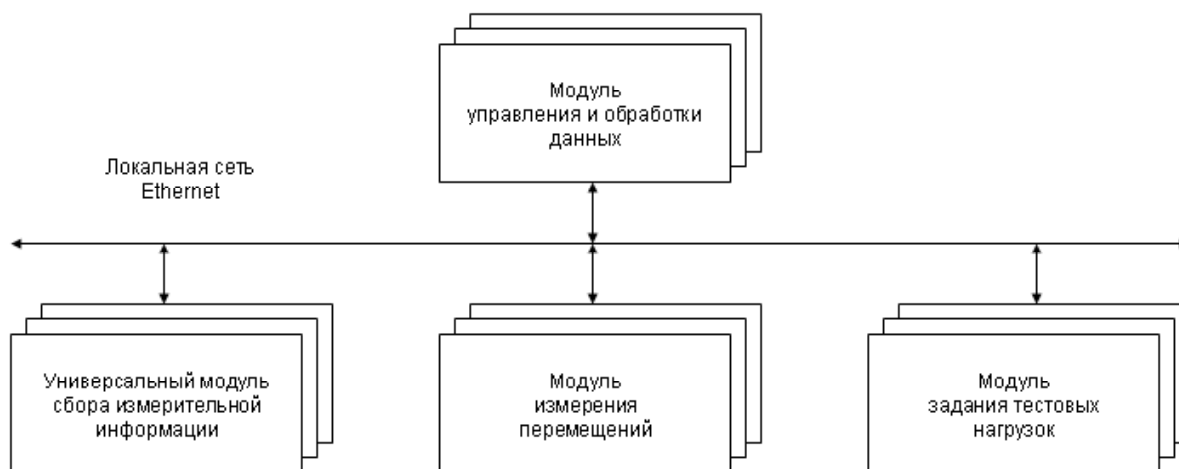 Модуль
управления и обработки
данных
Локальная сеть
Ethernet
Универсальный модуль
сбора измерительной
информации
Модуль
измерения
перемещений
Модуль
задания тестовых
нагрузок